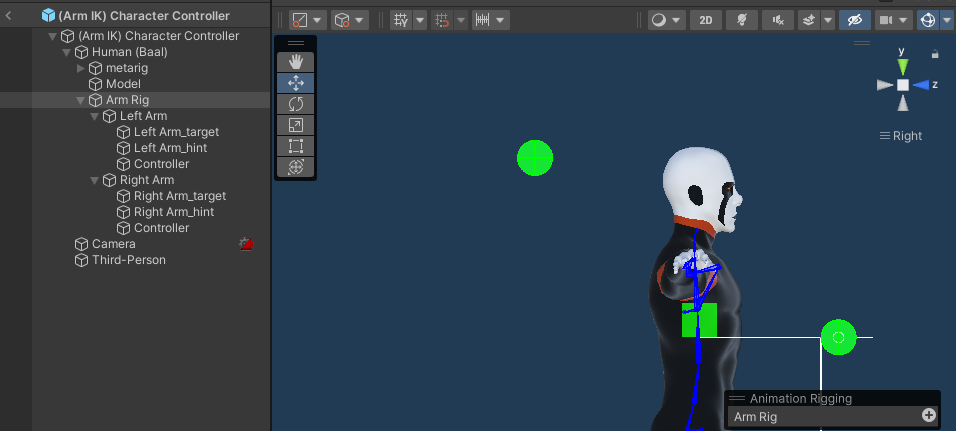 (Arm IK) Character Controller
(Arm IK) Character Controller
Human (Baal)
metarig
Model
Arm Rig
Left Arm
Left Arm_target
Left Arm_hint
Controller
Right Arm
Right Arm_target
Right Arm_hint
Controller
Camera
Third-Person
2D
y
z
Right
Animation Rigging
Arm Rig